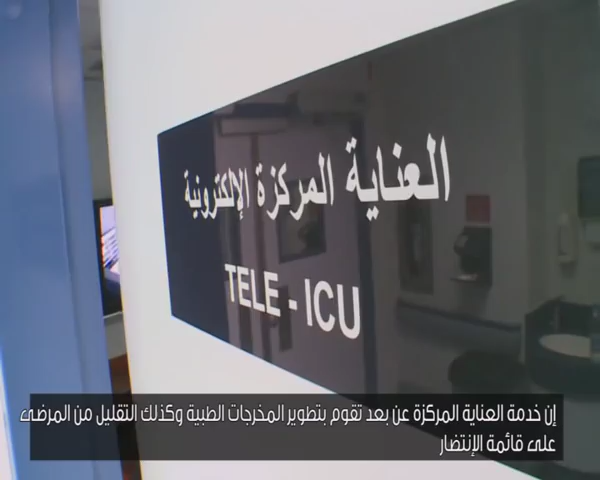 العناية المركزة الإلكترونية
TELE - ICU
إن خدمة العناية المركزة عن بعد تقوم بتطوير المخرجات الطبية وكذلك التقليل من المرضى
على قائمة الإنتضار